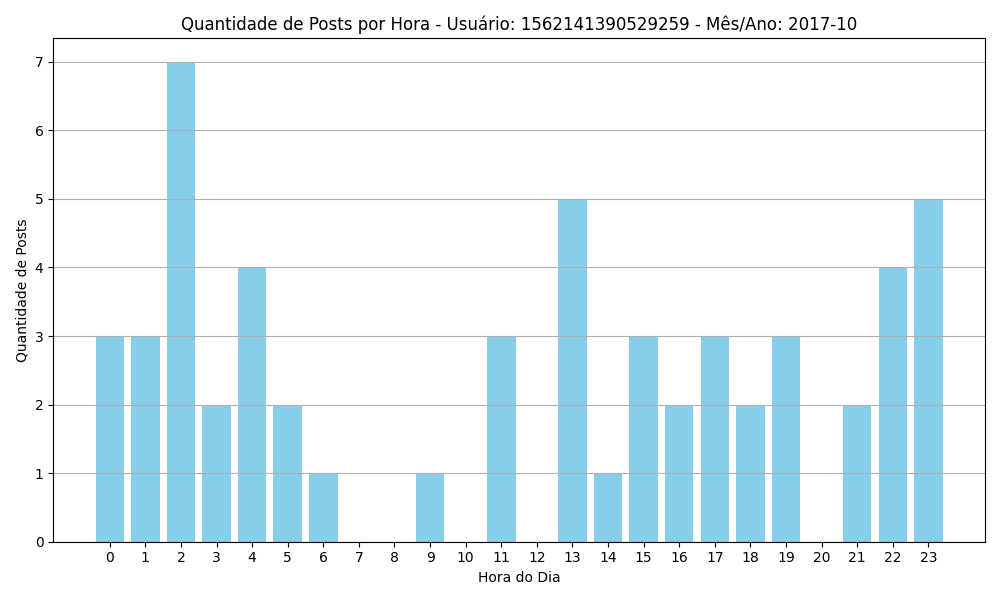 Quantidade de Posts por Hora - Usuário: 1562141390529259 - Mês/Ano: 2017-10
Quantidade de Posts
7
6
5
4
3
2
1
0
0 1 2 3 4 5 6 7 8 9 10 11 12 13 14 15 16 17 18 19 20 21 22 23
Hora do Dia